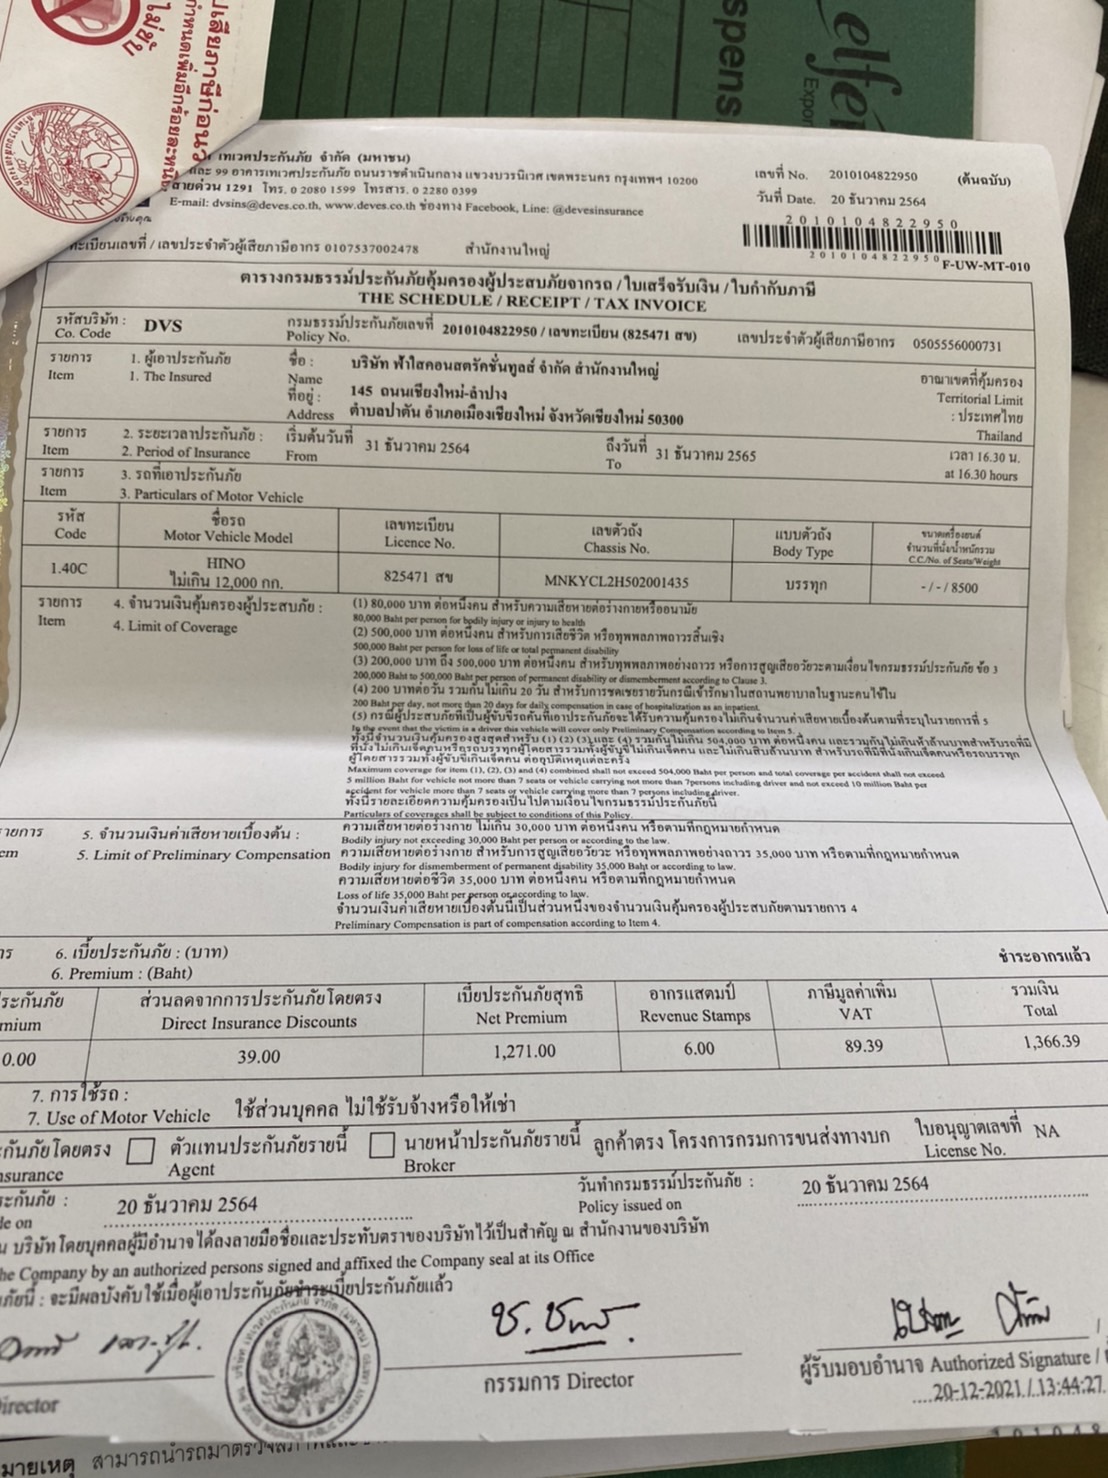 spens
elfe
Expor
ไม่ขับ
เสียภาษีก่อนว
กำหนดเพิ่มอีกร้อยละหนึ่
เทเวศประกันภัย จำกัด (มหาชน)
และ 99 อาคารเทเวศประกันภัย ถนนราชดำเนินกลาง แขวงบวรนิเวศ เขตพระนคร กรุงเทพฯ 10200
สายด่วน 1291 โทร. 0 2080 1599 โทรสาร. 0 2280 0399
E-mail: dvsins@deves.co.th, www.deves.co.th ช่องทาง Facebook, Line: @devesinsurance
ทะเบียนเลขที่ / เลขประจำตัวผู้เสียภาษีอากร 0107537002478 สำนักงานใหญ่
เลขที่ No. 2010104822950 (ต้นฉบับ)
วันที่ Date. 20 ธันวาคม 2564
2010104822950
2010104822950
F-UW-MT-010
ตารางกรมธรรม์ประกันภัยคุ้มครองผู้ประสบภัยจากรถ / ใบเสร็จรับเงิน / ใบกำกับภาษี
THE SCHEDULE / RECEIPT / TAX INVOICE
รหัสบริษัท : DVS กรมธรรม์ประกันภัยเลขที่ 2010104822950 / เลขทะเบียน (825471 สข) เลขประจำตัวผู้เสียภาษีอากร 0505556000731
Co. Code Policy No.
รายการ 1. ผู้เอาประกันภัย ชื่อ : บริษัท ฟ้าใสคอนสตรัคชั่นทูลส์ จำกัด สำนักงานใหญ่ อาณาเขตที่คุ้มครอง
Item 1. The Insured Name Territorial Limit
ที่อยู่ : 145 ถนนเชียงใหม่-ลำปาง : ประเทศไทย
Address ตำบลป่าตัน อำเภอเมืองเชียงใหม่ จังหวัดเชียงใหม่ 50300 Thailand
รายการ 2. ระยะเวลาประกันภัย : เริ่มต้นวันที่ 31 ธันวาคม 2564 ถึงวันที่ 31 ธันวาคม 2565 เวลา 16.30 น.
Item 2. Period of Insurance From To at 16.30 hours
รายการ 3. รถที่เอาประกันภัย
Item 3. Particulars of Motor Vehicle
รหัส ชื่อรถ เลขทะเบียน เลขตัวถัง แบบตัวถัง ขนาดเครื่องยนต์
จำนวนที่นั่ง/น้ำหนักรวม
Code Motor Vehicle Model Licence No. Chassis No. Body Type C.C./No. of Seats/Weight
1.40C HINO 825471 สข MNKYCL2H502001435 บรรทุก -/-/ 8500
ไม่เกิน 12,000 กก.
รายการ 4. จำนวนเงินคุ้มครองผู้ประสบภัย : (1) 80,000 บาท ต่อหนึ่งคน สำหรับความเสียหายต่อร่างกายหรืออนามัย
Item 4. Limit of Coverage 80,000 Baht per person for bodily injury or injury to health
(2) 500,000 บาท ต่อหนึ่งคน สำหรับการเสียชีวิต หรือทุพพลภาพถาวรสิ้นเชิง
500,000 Baht per person for loss of life or total permanent disability
(3) 200,000 บาท ถึง 500,000 บาท ต่อหนึ่งคน สำหรับทุพพลภาพอย่างถาวร หรือการสูญเสียอวัยวะตามเงื่อนไขกรมธรรม์ประกันภัย ข้อ 3
200,000 Baht to 500,000 Baht per person of permanent disability or dismemberment according to Clause 3.
(4) 200 บาทต่อวัน รวมกันไม่เกิน 20 วัน สำหรับการชดเชยรายวันกรณีเข้ารักษาในสถานพยาบาลในฐานะคนไข้ใน
200 Baht per day, not more than 20 days for daily compensation in case of hospitalization as an inpatient.
(5) กรณีผู้ประสบภัยที่เป็นผู้ขับขี่รถคันที่เอาประกันภัยจะได้รับความคุ้มครองไม่เกินจำนวนค่าเสียหายเบื้องต้นตามที่ระบุในรายการที่ 5
In the event that the victim is a driver this vehicle will cover only Preliminary Compensation according to Item 5.
ทั้งนี้จำนวนเงินคุ้มครองสูงสุดสำหรับ (1) (2) (3) และ (4) รวมกันไม่เกิน 504,000 บาท ต่อหนึ่งคน และรวมกันไม่เกินห้าล้านบาทสำหรับรถที่มี
ที่นั่งไม่เกินเจ็ดคนหรือรถบรรทุกผู้โดยสารรวมทั้งผู้ขับขี่ไม่เกินเจ็ดคน และไม่เกินสิบล้านบาท สำหรับรถที่มีที่นั่งเกินเจ็ดคนหรือรถบรรทุก
ผู้โดยสารรวมทั้งผู้ขับขี่เกินเจ็ดคน ต่ออุบัติเหตุแต่ละครั้ง
Maximum coverage for item (1), (2), (3) and (4) combined shall not exceed 504,000 Baht per person and total coverage per accident shall not exceed
5 million Baht for vehicle not more than 7 seats or vehicle carrying not more than 7persons including driver and not exceed 10 million Baht per
accident for vehicle more than 7 seats or vehicle carrying more than 7 persons including driver.
ทั้งนี้รายละเอียดความคุ้มครองเป็นไปตามเงื่อนไขกรมธรรม์ประกันภัยนี้
Particulars of coverages shall be subject to conditions of this Policy.
รายการ 5. จำนวนเงินค่าเสียหายเบื้องต้น : ความเสียหายต่อร่างกาย ไม่เกิน 30,000 บาท ต่อหนึ่งคน หรือตามที่กฎหมายกำหนด
em 5. Limit of Preliminary Compensation Bodily injury not exceeding 30,000 Baht per person or according to the law.
ความเสียหายต่อร่างกาย สำหรับการสูญเสียอวัยวะ หรือทุพพลภาพอย่างถาวร 35,000 บาท หรือตามที่กฎหมายกำหนด
Bodily injury for dismemberment of permanent disability 35,000 Baht or according to law.
ความเสียหายต่อชีวิต 35,000 บาท ต่อหนึ่งคน หรือตามที่กฎหมายกำหนด
Loss of life 35,000 Baht per person or according to law.
จำนวนเงินค่าเสียหายเบื้องต้นนี้เป็นส่วนหนึ่งของจำนวนเงินคุ้มครองผู้ประสบภัยตามรายการ 4
Preliminary Compensation is part of compensation according to Item 4.
6. เบี้ยประกันภัย : (บาท) ชำระอากรแล้ว
6. Premium : (Baht)
ระกันภัย ส่วนลดจากการประกันภัยโดยตรง เบี้ยประกันภัยสุทธิ อากรแสตมป์ ภาษีมูลค่าเพิ่ม รวมเงิน
mium Direct Insurance Discounts Net Premium Revenue Stamps VAT Total
0.00 39.00 1,271.00 6.00 89.39 1,366.39
7. การใช้รถ :
7. Use of Motor Vehicle ใช้ส่วนบุคคล ไม่ใช้รับจ้างหรือให้เช่า
ะกันภัยโดยตรง ตัวแทนประกันภัยรายนี้ นายหน้าประกันภัยรายนี้ ลูกค้าตรง โครงการกรมการขนส่งทางบก ใบอนุญาตเลขที่ NA
nsurance Agent Broker License No.
ระกันภัย : 20 ธันวาคม 2564 วันทำกรมธรรม์ประกันภัย : 20 ธันวาคม 2564
de on Policy issued on
น บริษัทโดยบุคคลผู้มีอำนาจได้ลงลายมือชื่อและประทับตราของบริษัทไว้เป็นสำคัญ ณ สำนักงานของบริษัท
he Company by an authorized persons signed and affixed the Company seal at its Office
ภัยนี้ : จะมีผลบังคับใช้เมื่อผู้เอาประกันภัยชำระเบี้ยประกันภัยแล้ว
irector กรรมการ Director ผู้รับมอบอำนาจ Authorized Signature /
20-12-2021 / 13:44:27
มายเหตุ